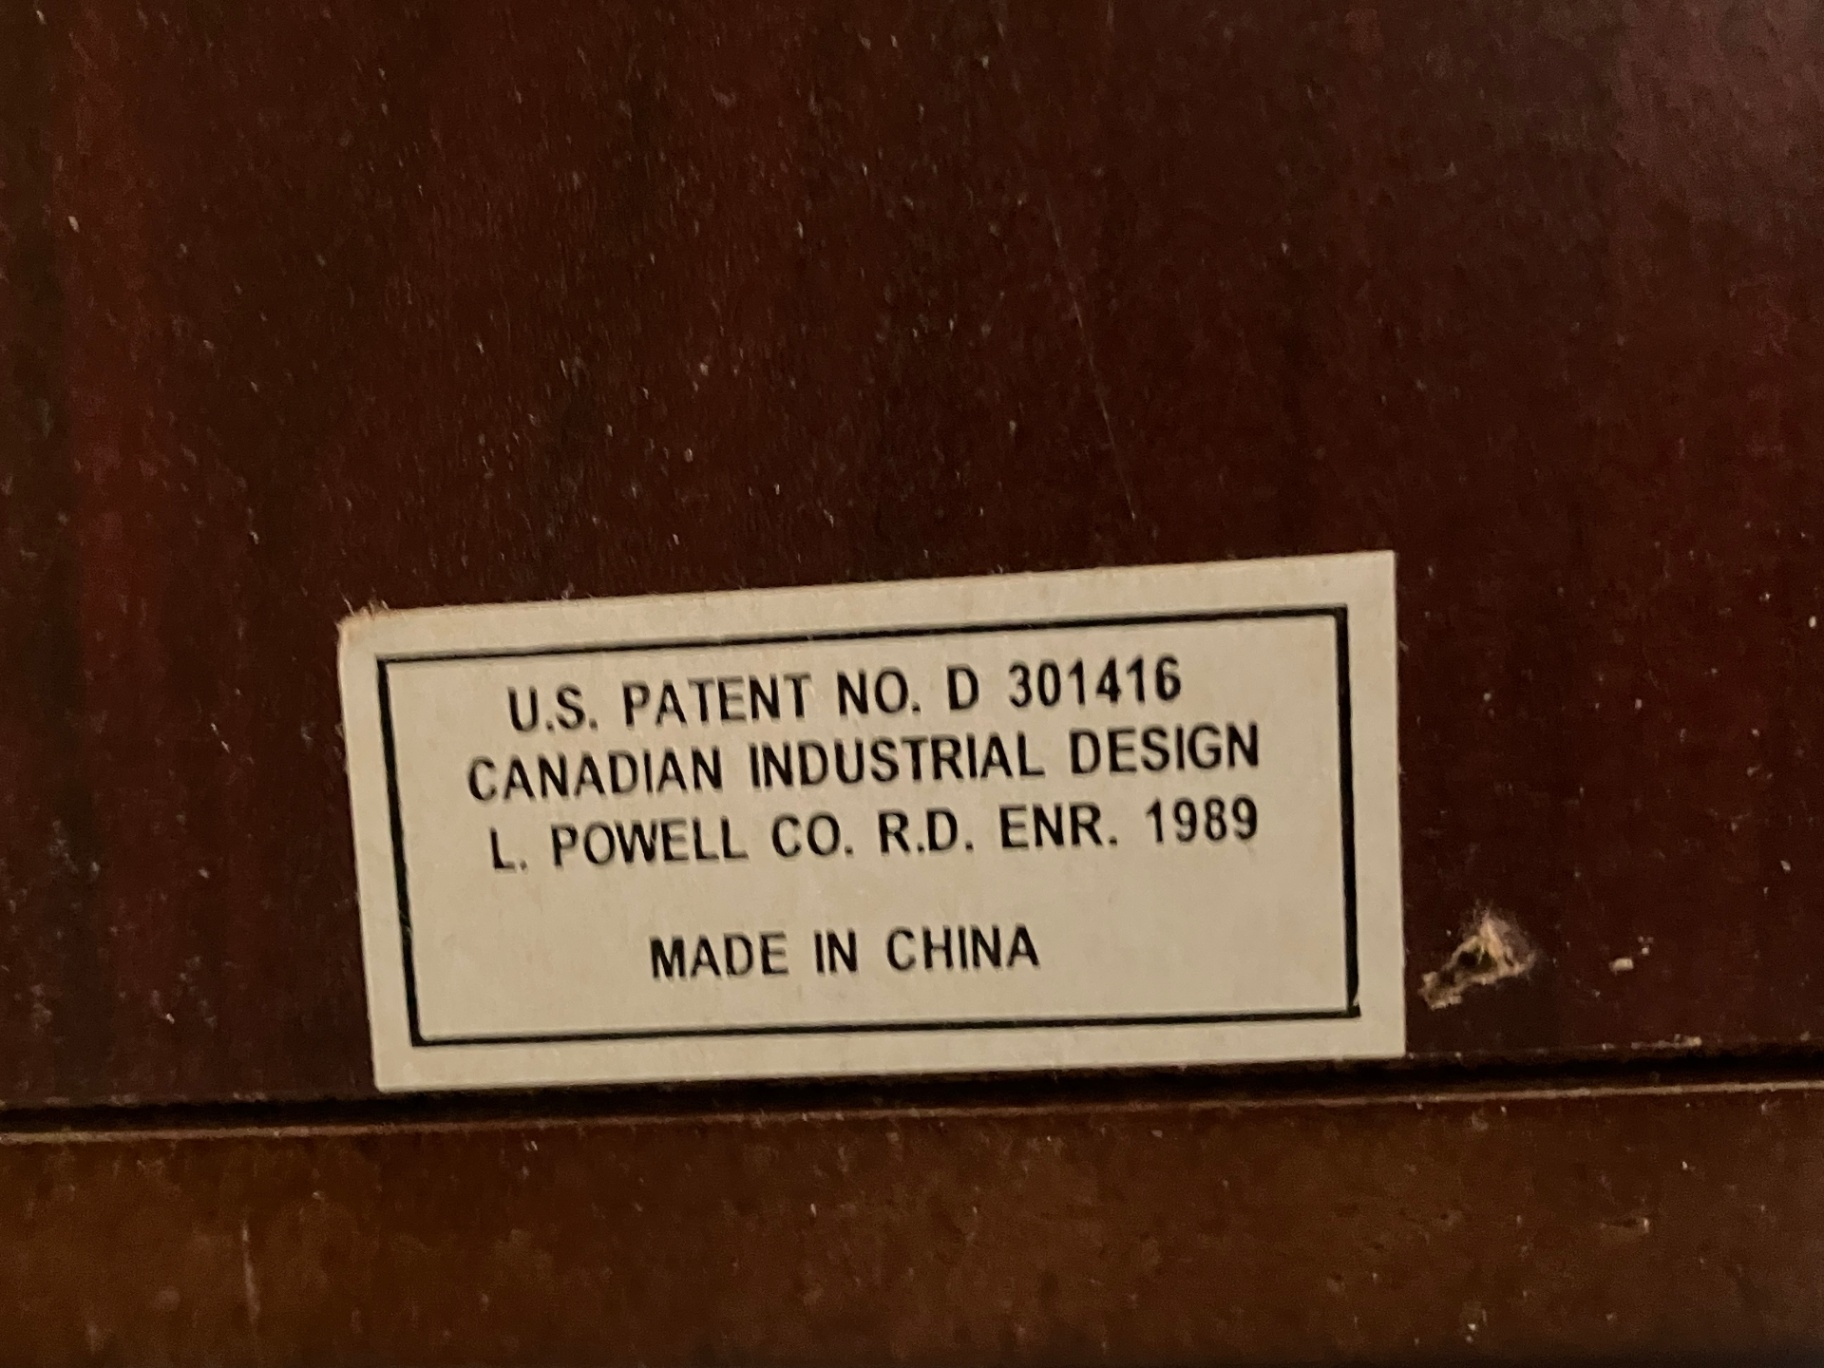 U.S. PATENT NO. D 301416
CANADIAN INDUSTRIAL DESIGN
L. POWELL CO. R.D. ENR. 1989
MADE IN CHINA